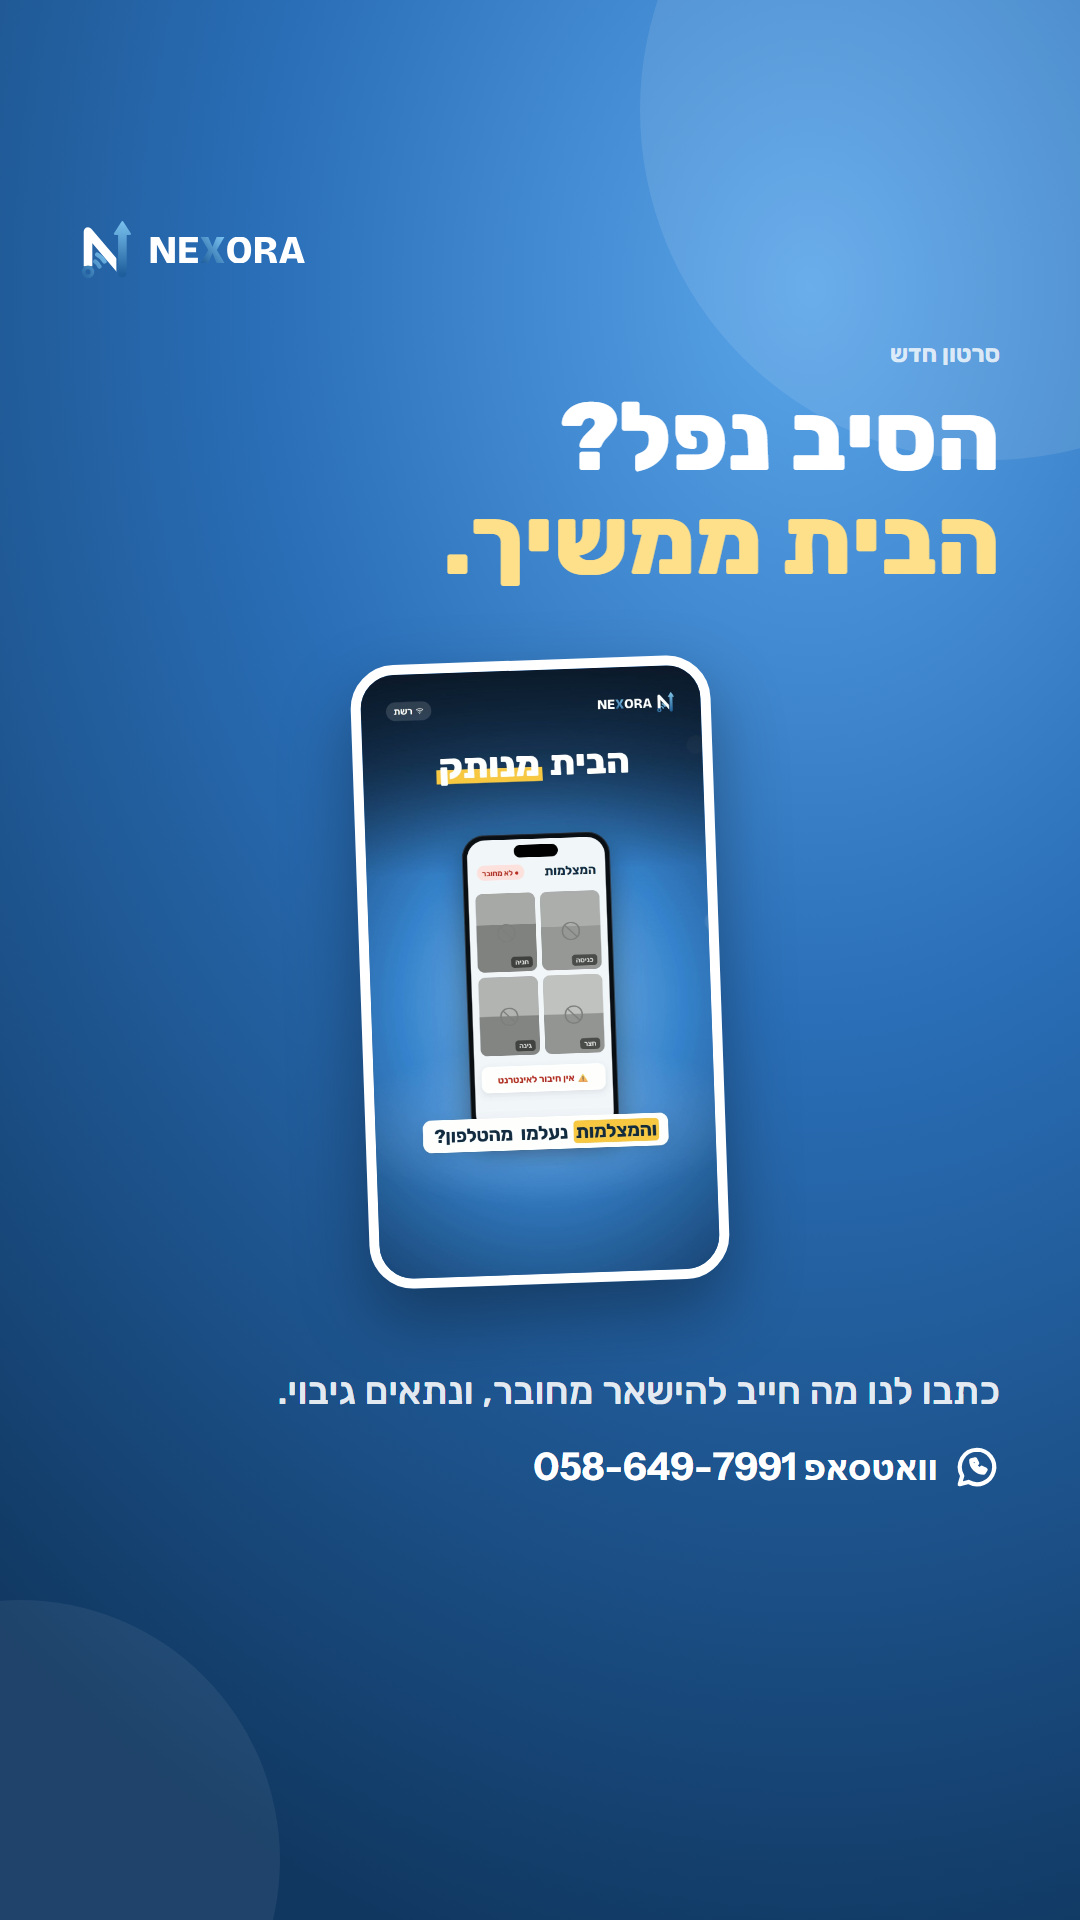 NEXORA
סרטון חדש
הסיב נפל?
הבית ממשיך.
NEXORA
רשת
הבית מנותק
המצלמות
לא מחובר
כניסה
חניה
חצר
גינה
אין חיבור לאינטרנט
והמצלמות נעלמו מהטלפון?
כתבו לנו מה חייב להישאר מחובר, ונתאים גיבוי.
וואטסאפ 058-649-7991